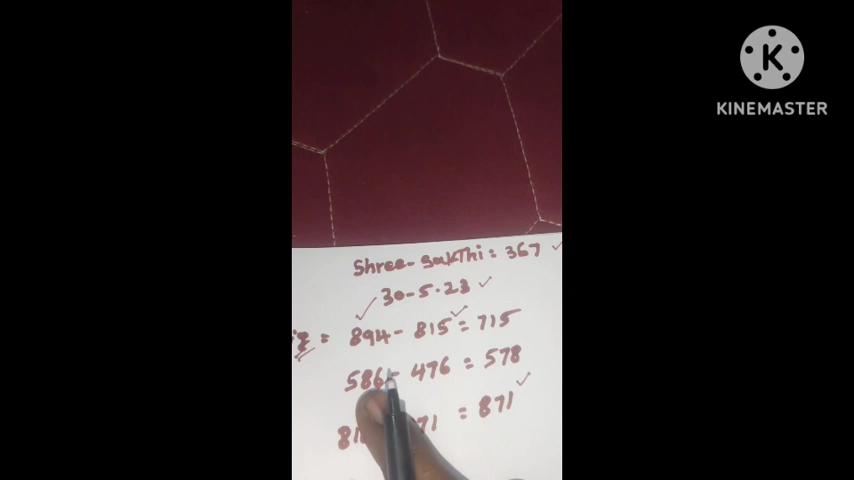 KINEMASTER
Shree-SakThi = 367 ✓
✓ 30-5-23 ✓
= 894 - 815 ✓ = 715
586 - 476 = 578
= 871 ✓